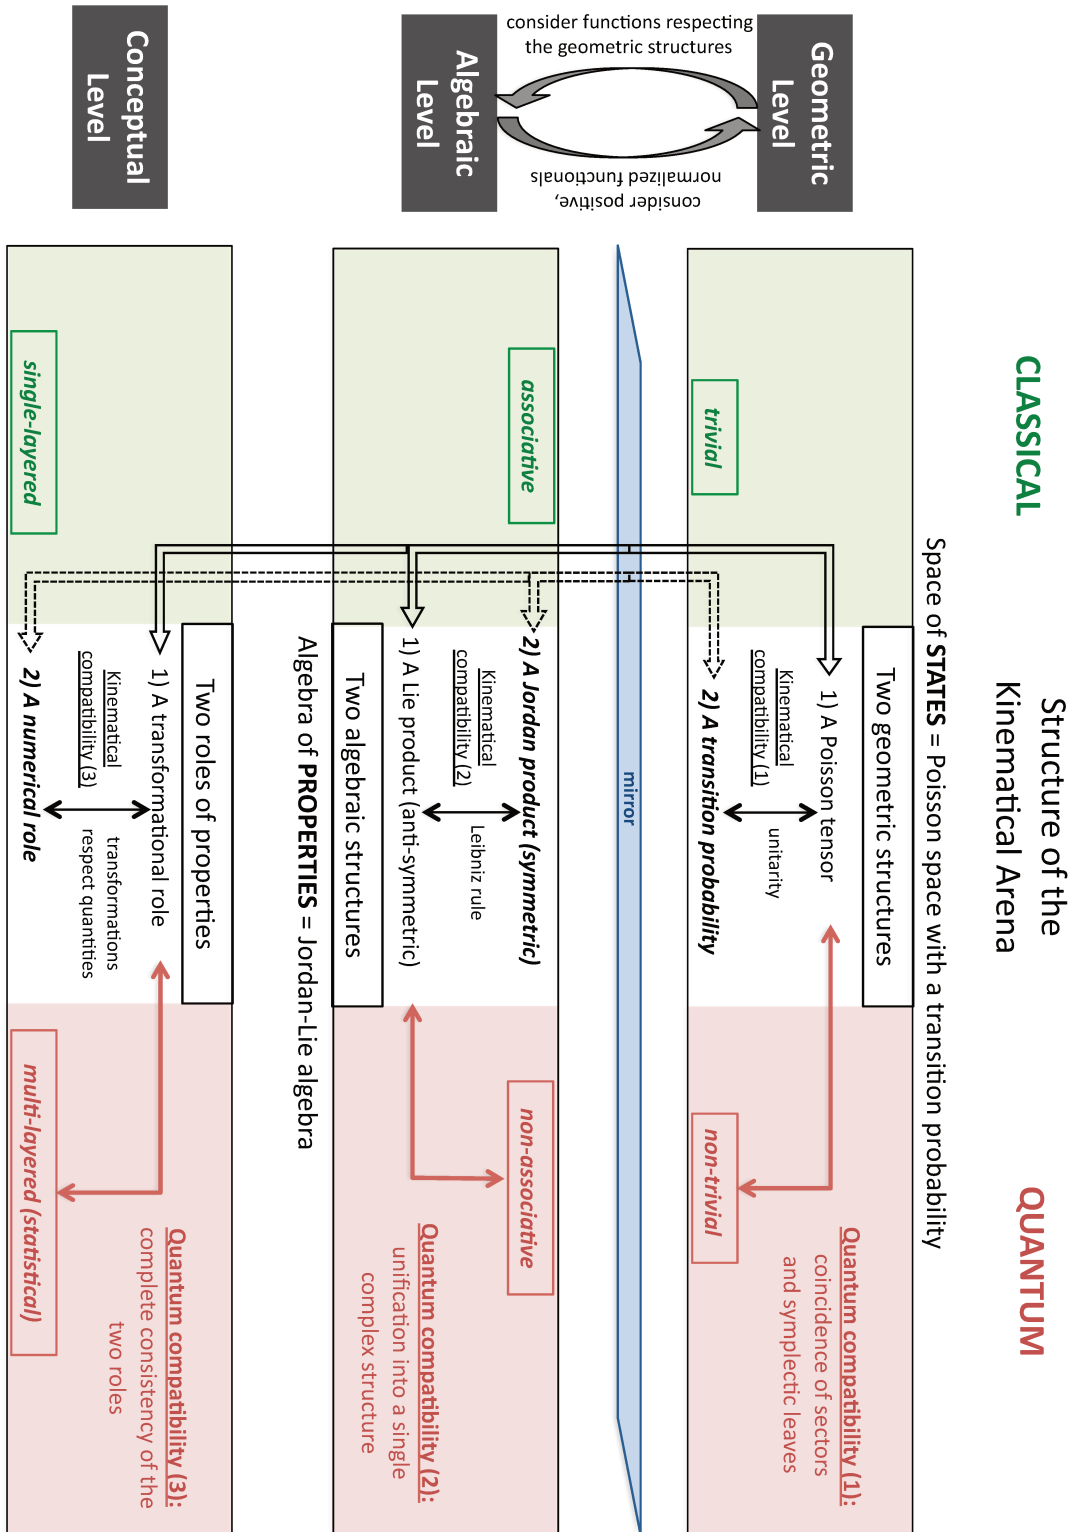 Structure of the
Kinematical Arena
CLASSICAL
QUANTUM
Space of STATES = Poisson space with a transition probability
Geometric
Level
Two geometric structures
1) A Poisson tensor
Kinematical
compatibility (1)
unitarity
2) A transition probability
trivial
non-trivial
Quantum compatibility (1):
coincidence of sectors
and symplectic leaves
consider functions respecting
the geometric structures
consider positive,
normalized functionals
mirror
Algebraic
Level
associative
2) A Jordan product (symmetric)
Kinematical
compatibility (2)
Leibniz rule
1) A Lie product (anti-symmetric)
Two algebraic structures
non-associative
Quantum compatibility (2):
unification into a single
complex structure
Algebra of PROPERTIES = Jordan-Lie algebra
Conceptual
Level
Two roles of properties
1) A transformational role
Kinematical
compatibility (3)
transformations
respect quantities
2) A numerical role
single-layered
multi-layered (statistical)
Quantum compatibility (3):
complete consistency of the
two roles